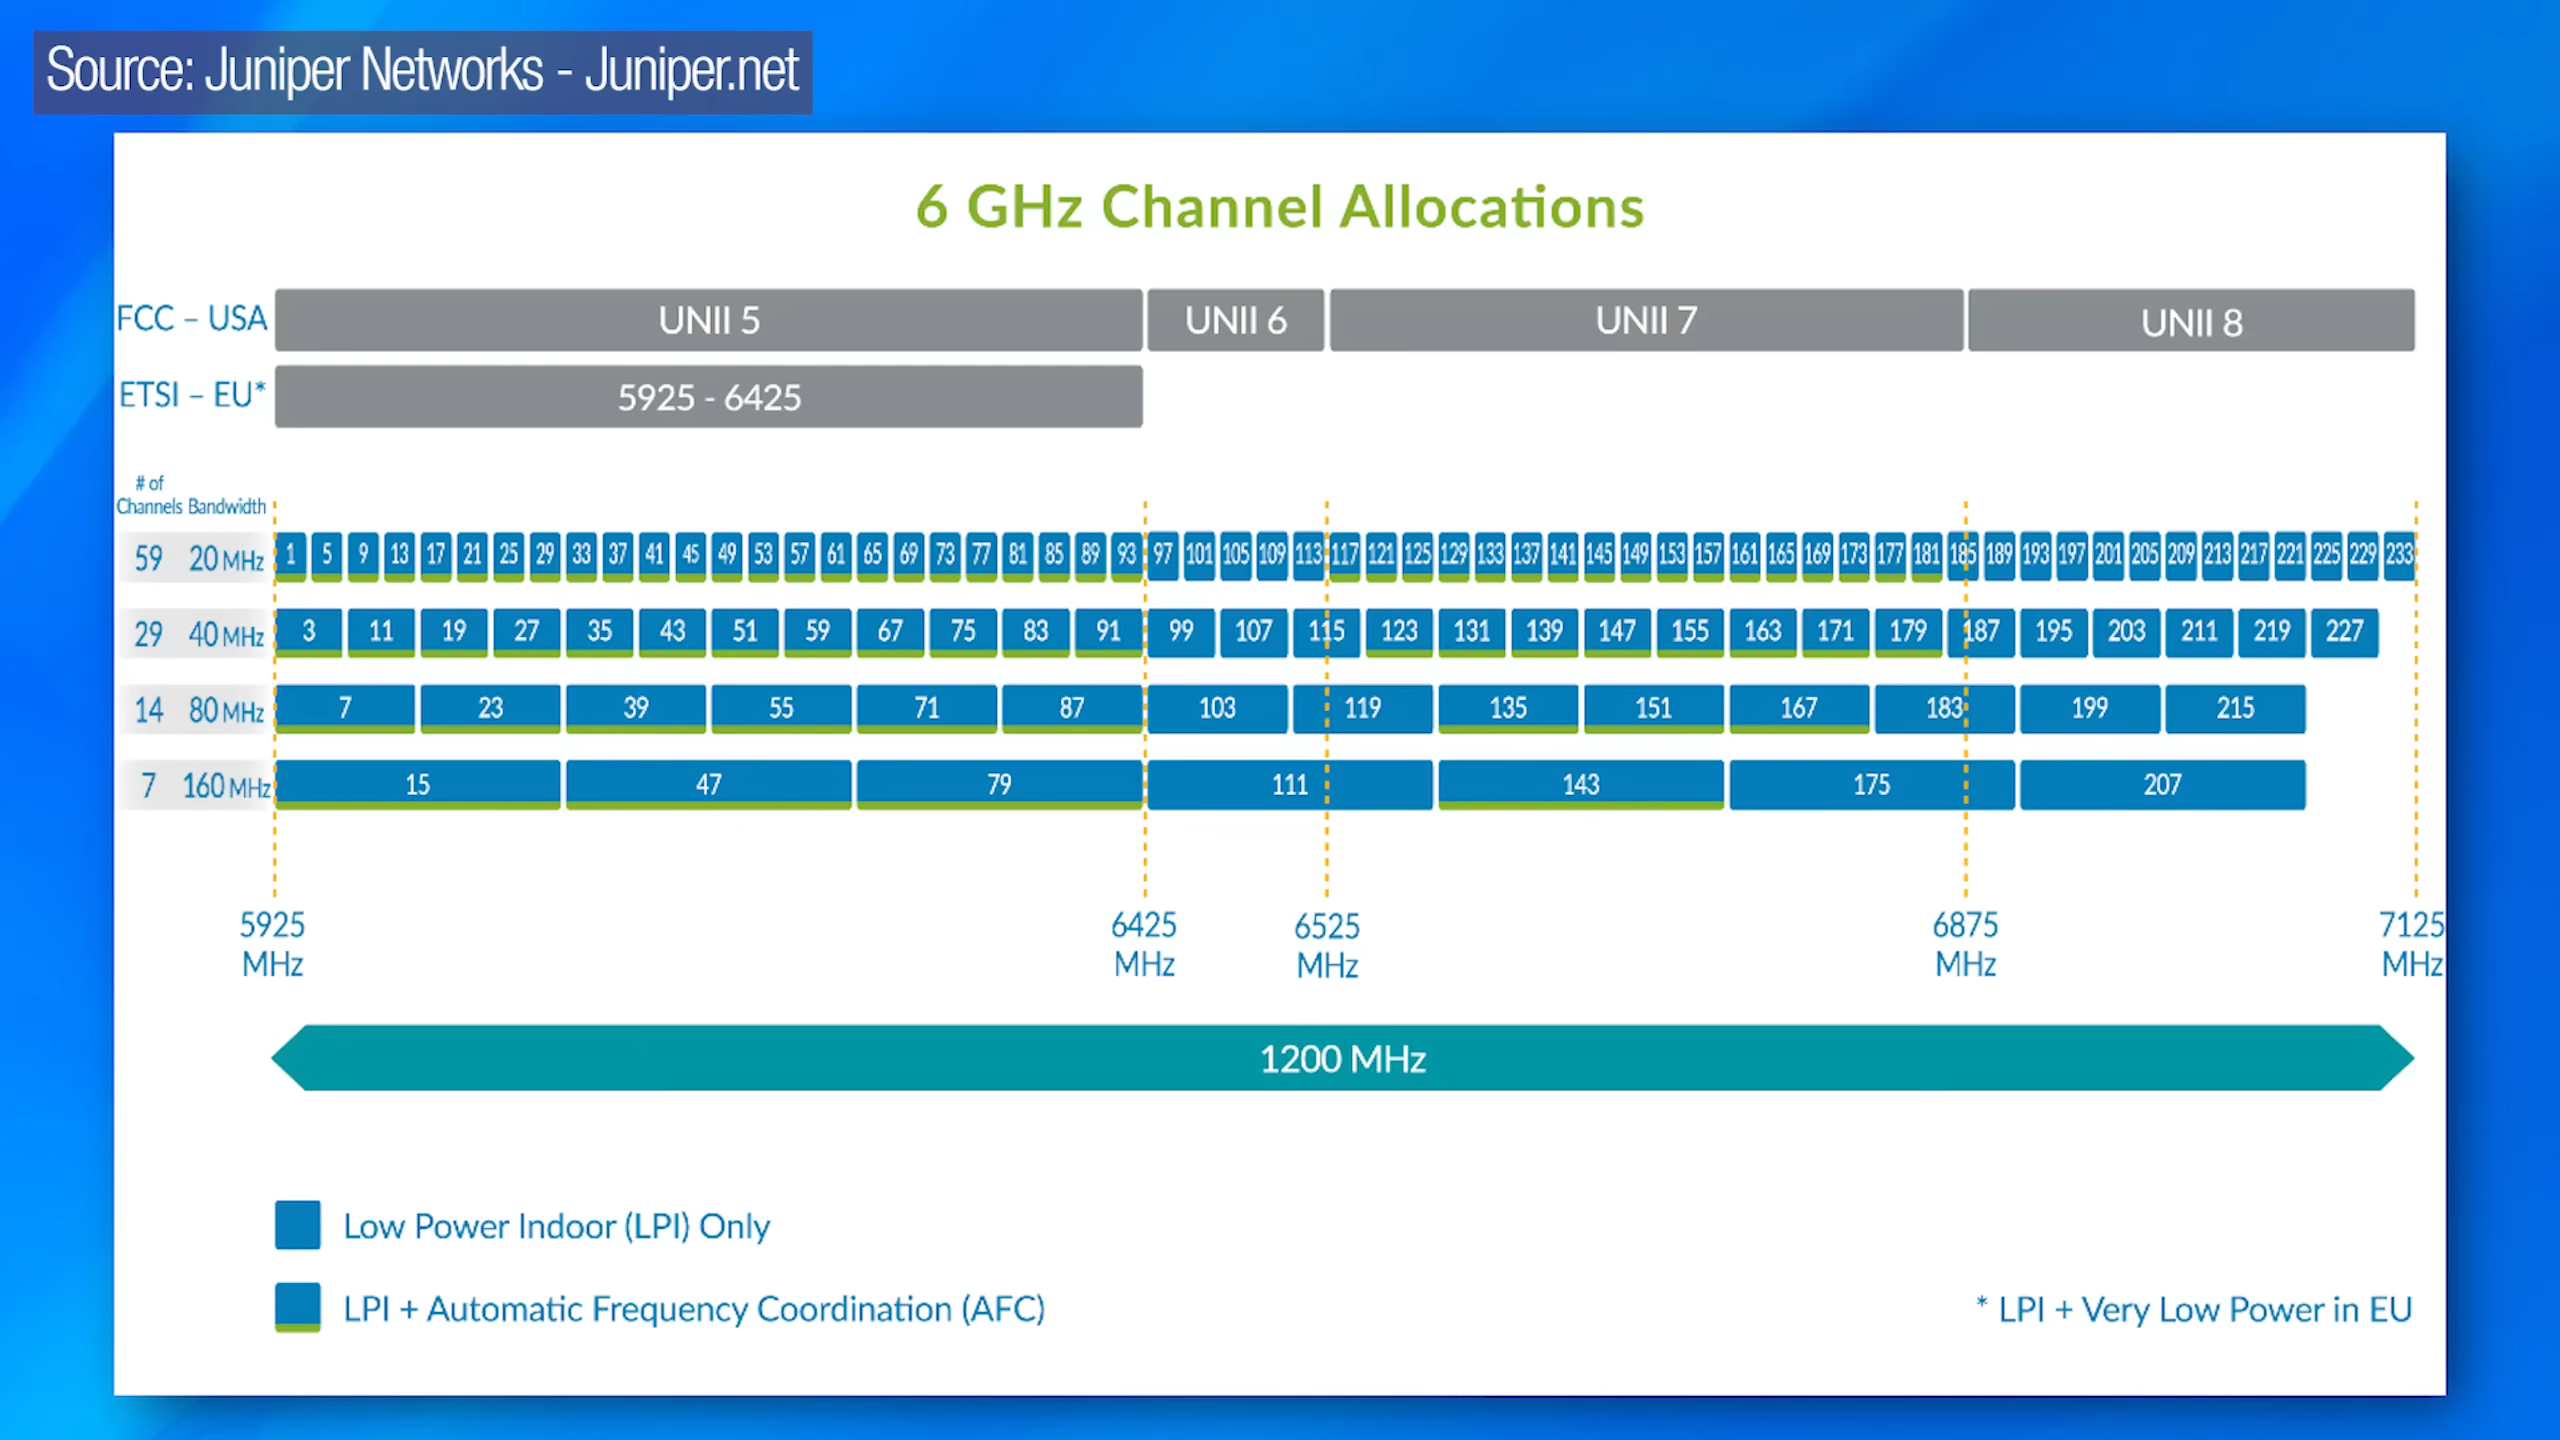 Source: Juniper Networks - Juniper.net
6 GHz Channel Allocations
FCC – USA UNII 5 UNII 6 UNII 7 UNII 8
ETSI – EU* 5925 - 6425
# of
Channels Bandwidth
59 20 MHz 1 5 9 13 17 21 25 29 33 37 41 45 49 53 57 61 65 69 73 77 81 85 89 93 97 101 105 109 113 117 121 125 129 133 137 141 145 149 153 157 161 165 169 173 177 181 185 189 193 197 201 205 209 213 217 221 225 229 233
29 40 MHz 3 11 19 27 35 43 51 59 67 75 83 91 99 107 115 123 131 139 147 155 163 171 179 187 195 203 211 219 227
14 80 MHz 7 23 39 55 71 87 103 119 135 151 167 183 199 215
7 160 MHz 15 47 79 111 143 175 207
5925 6425 6525 6875 7125
MHz MHz MHz MHz MHz
1200 MHz
Low Power Indoor (LPI) Only
LPI + Automatic Frequency Coordination (AFC)
* LPI + Very Low Power in EU